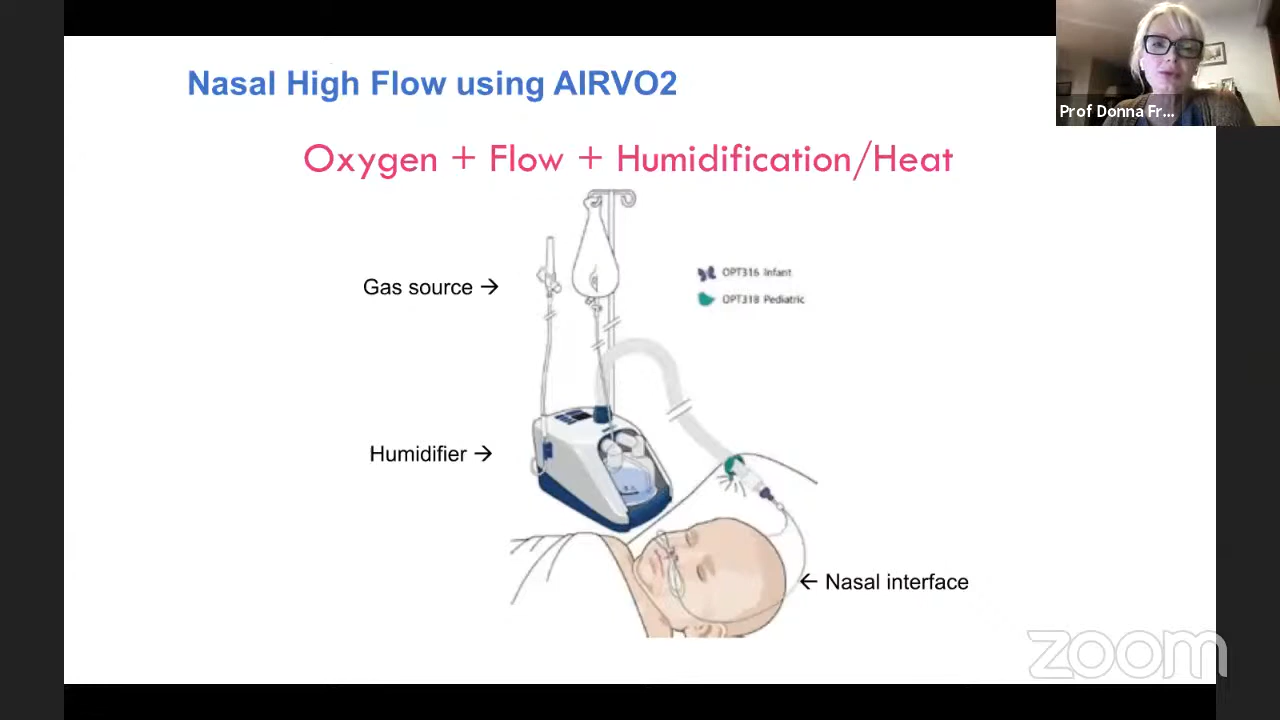 Nasal High Flow using AIRVO2
Prof Donna Fr...
Oxygen + Flow + Humidification/Heat
Gas source →
OPT316 Infant
OPT318 Pediatric
Humidifier →
← Nasal interface
zoom